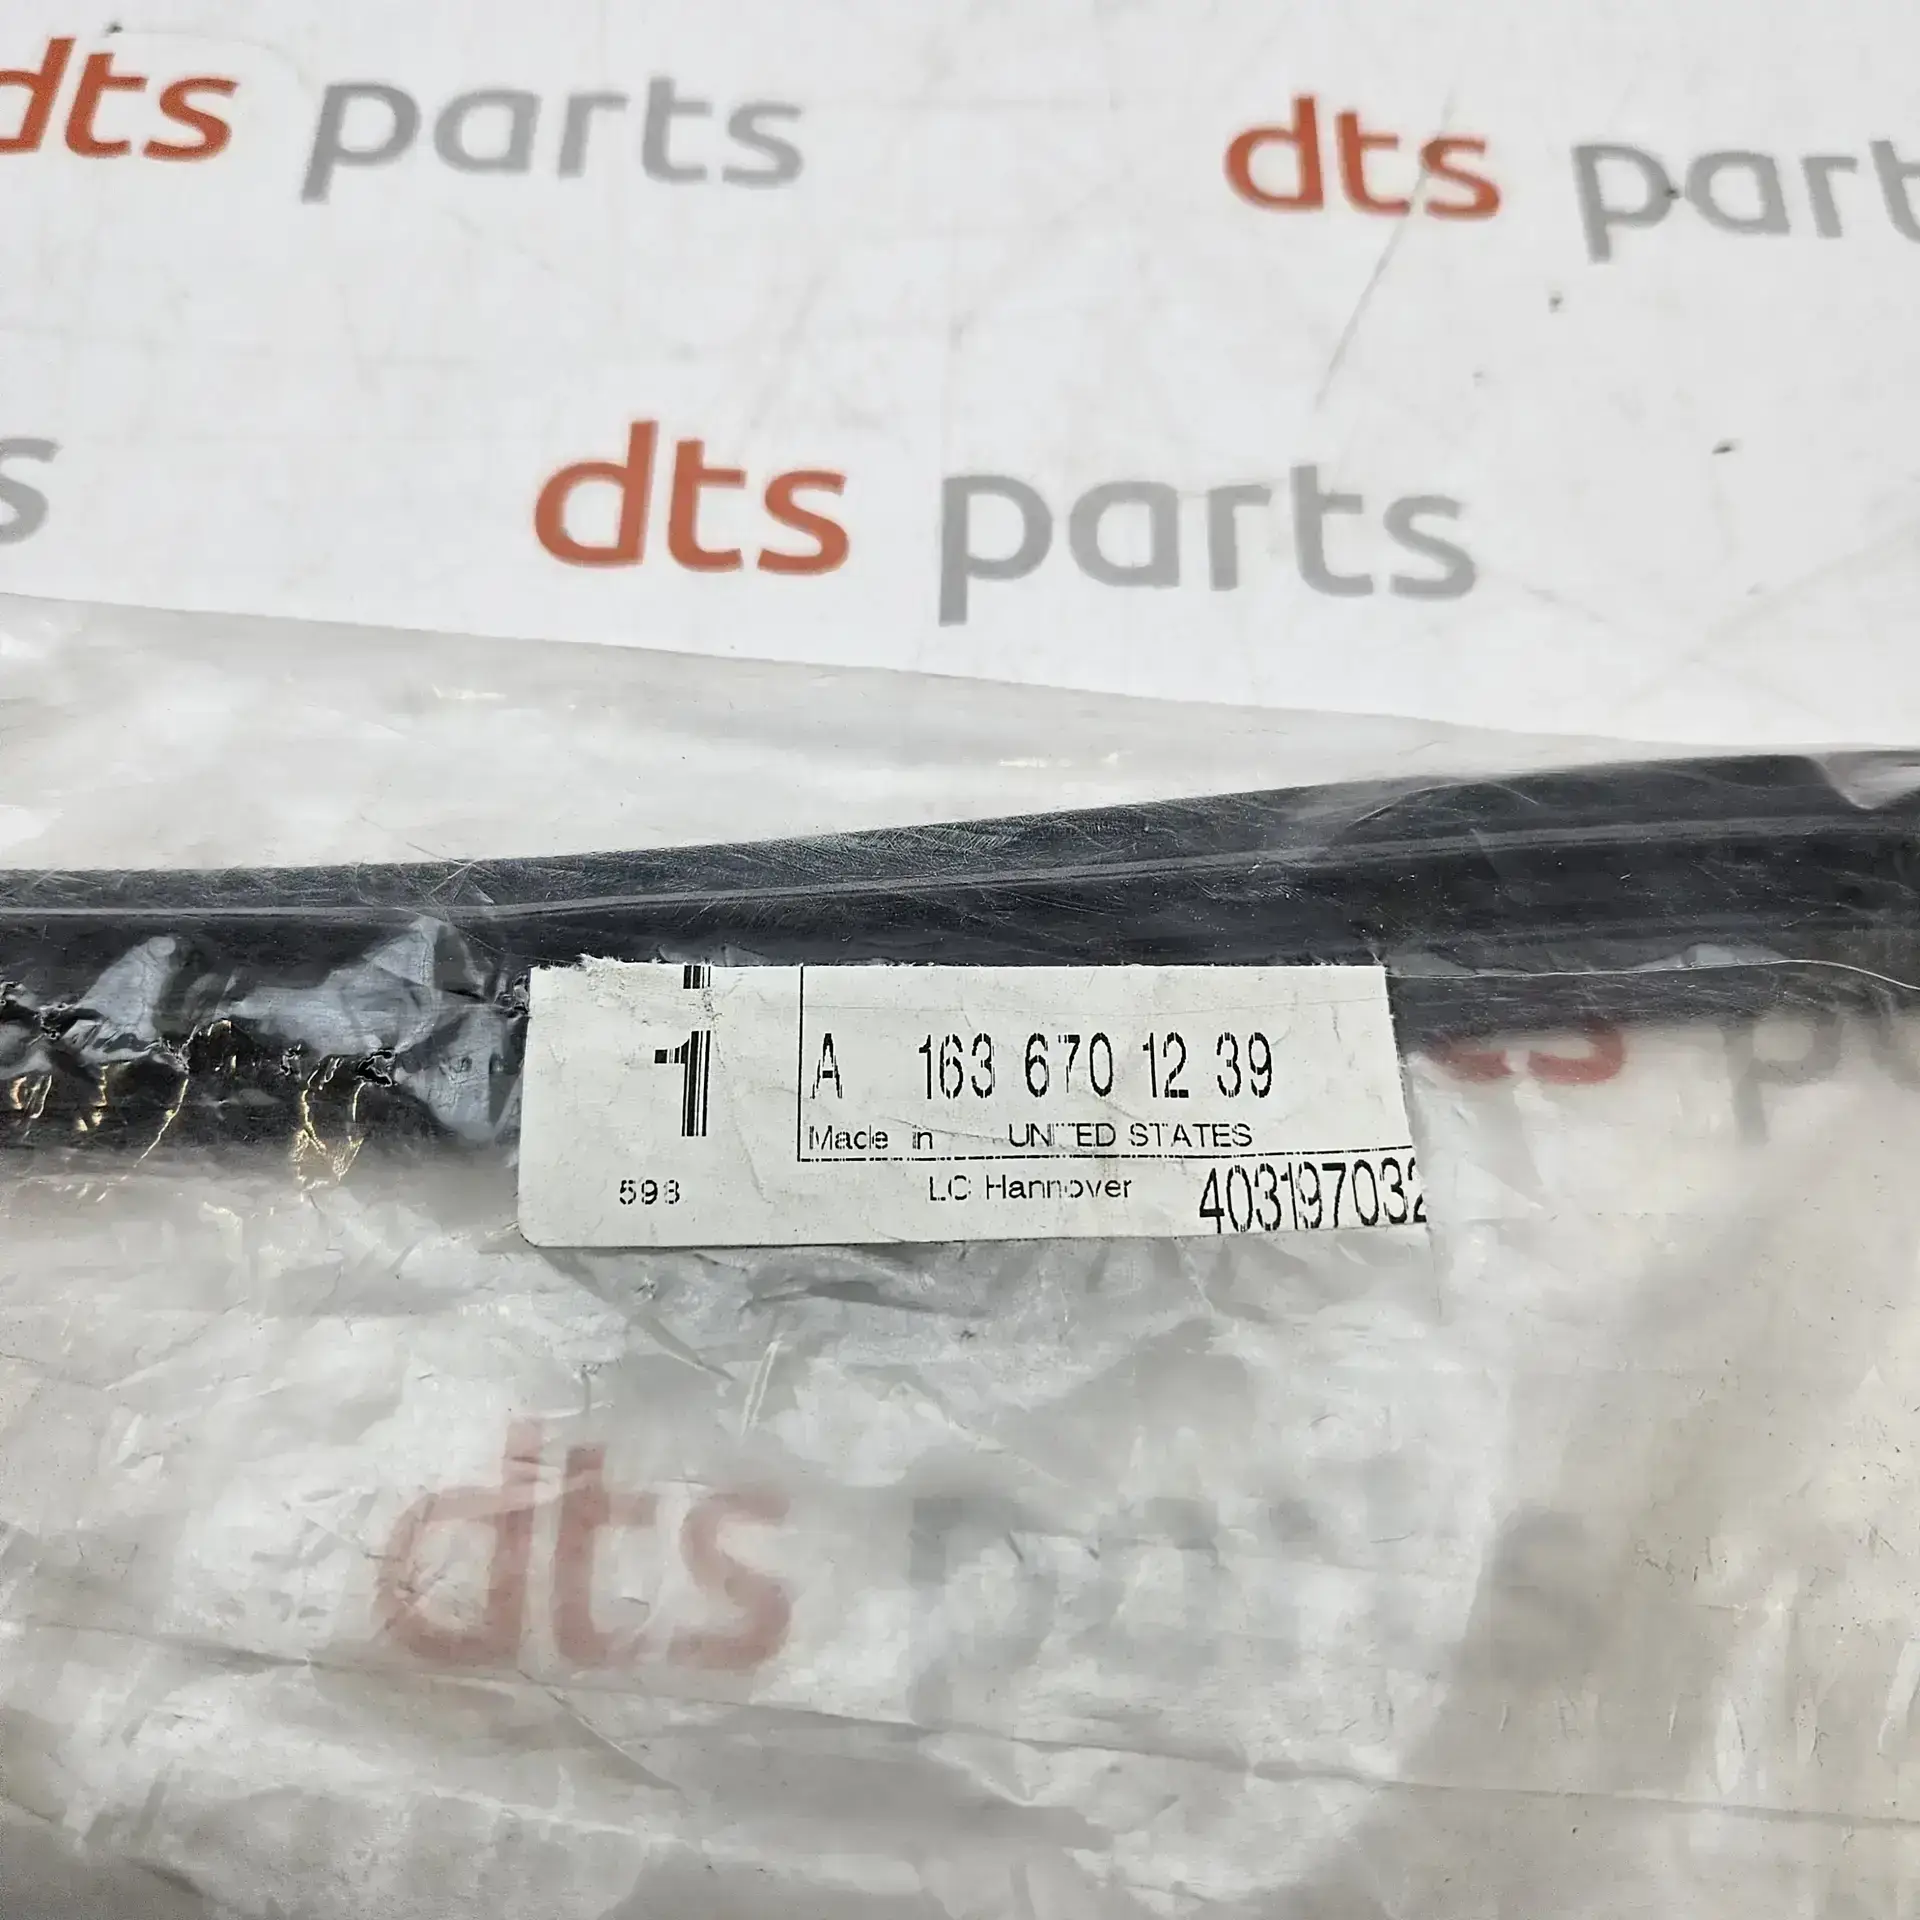 dts parts
dts part
s
dts parts
1
A 163 670 12 39
Made in UNITED STATES
598 LC Hannover 403197032
ts p
dts